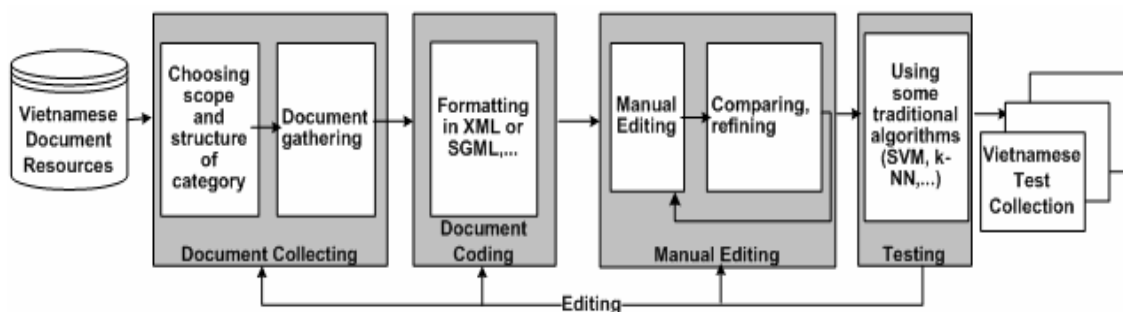 Vietnamese
Document
Resources
Choosing
scope
and
structure of
category
Document
gathering
Document Collecting
Formatting
in XML or
SGML,...
Document
Coding
Manual
Editing
Comparing,
refining
Manual Editing
Using
some
traditional
algorithms
(SVM, k-
NN,...)
Testing
Vietnamese
Test
Collection
Editing